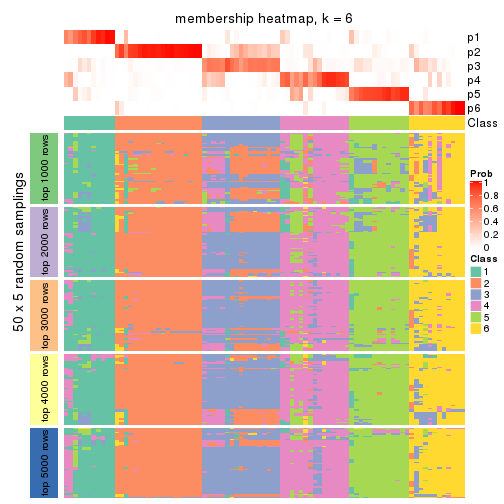 membership heatmap, k = 6
p1
p2
p3
p4
p5
p6
Class
50 x 5 random samplings
top 1000 rows
top 2000 rows
top 3000 rows
top 4000 rows
top 5000 rows
Prob
1
0.8
0.6
0.4
0.2
0
Class
1
2
3
4
5
6